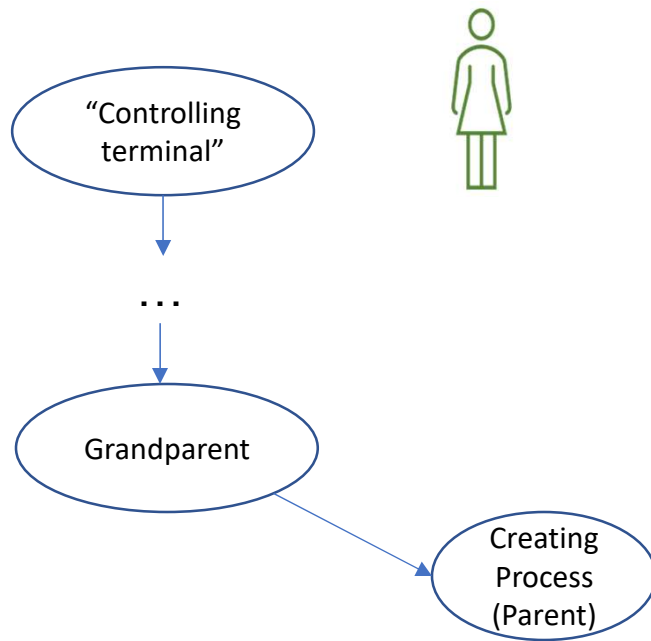 “Controlling
terminal”
...
Grandparent
Creating
Process
(Parent)